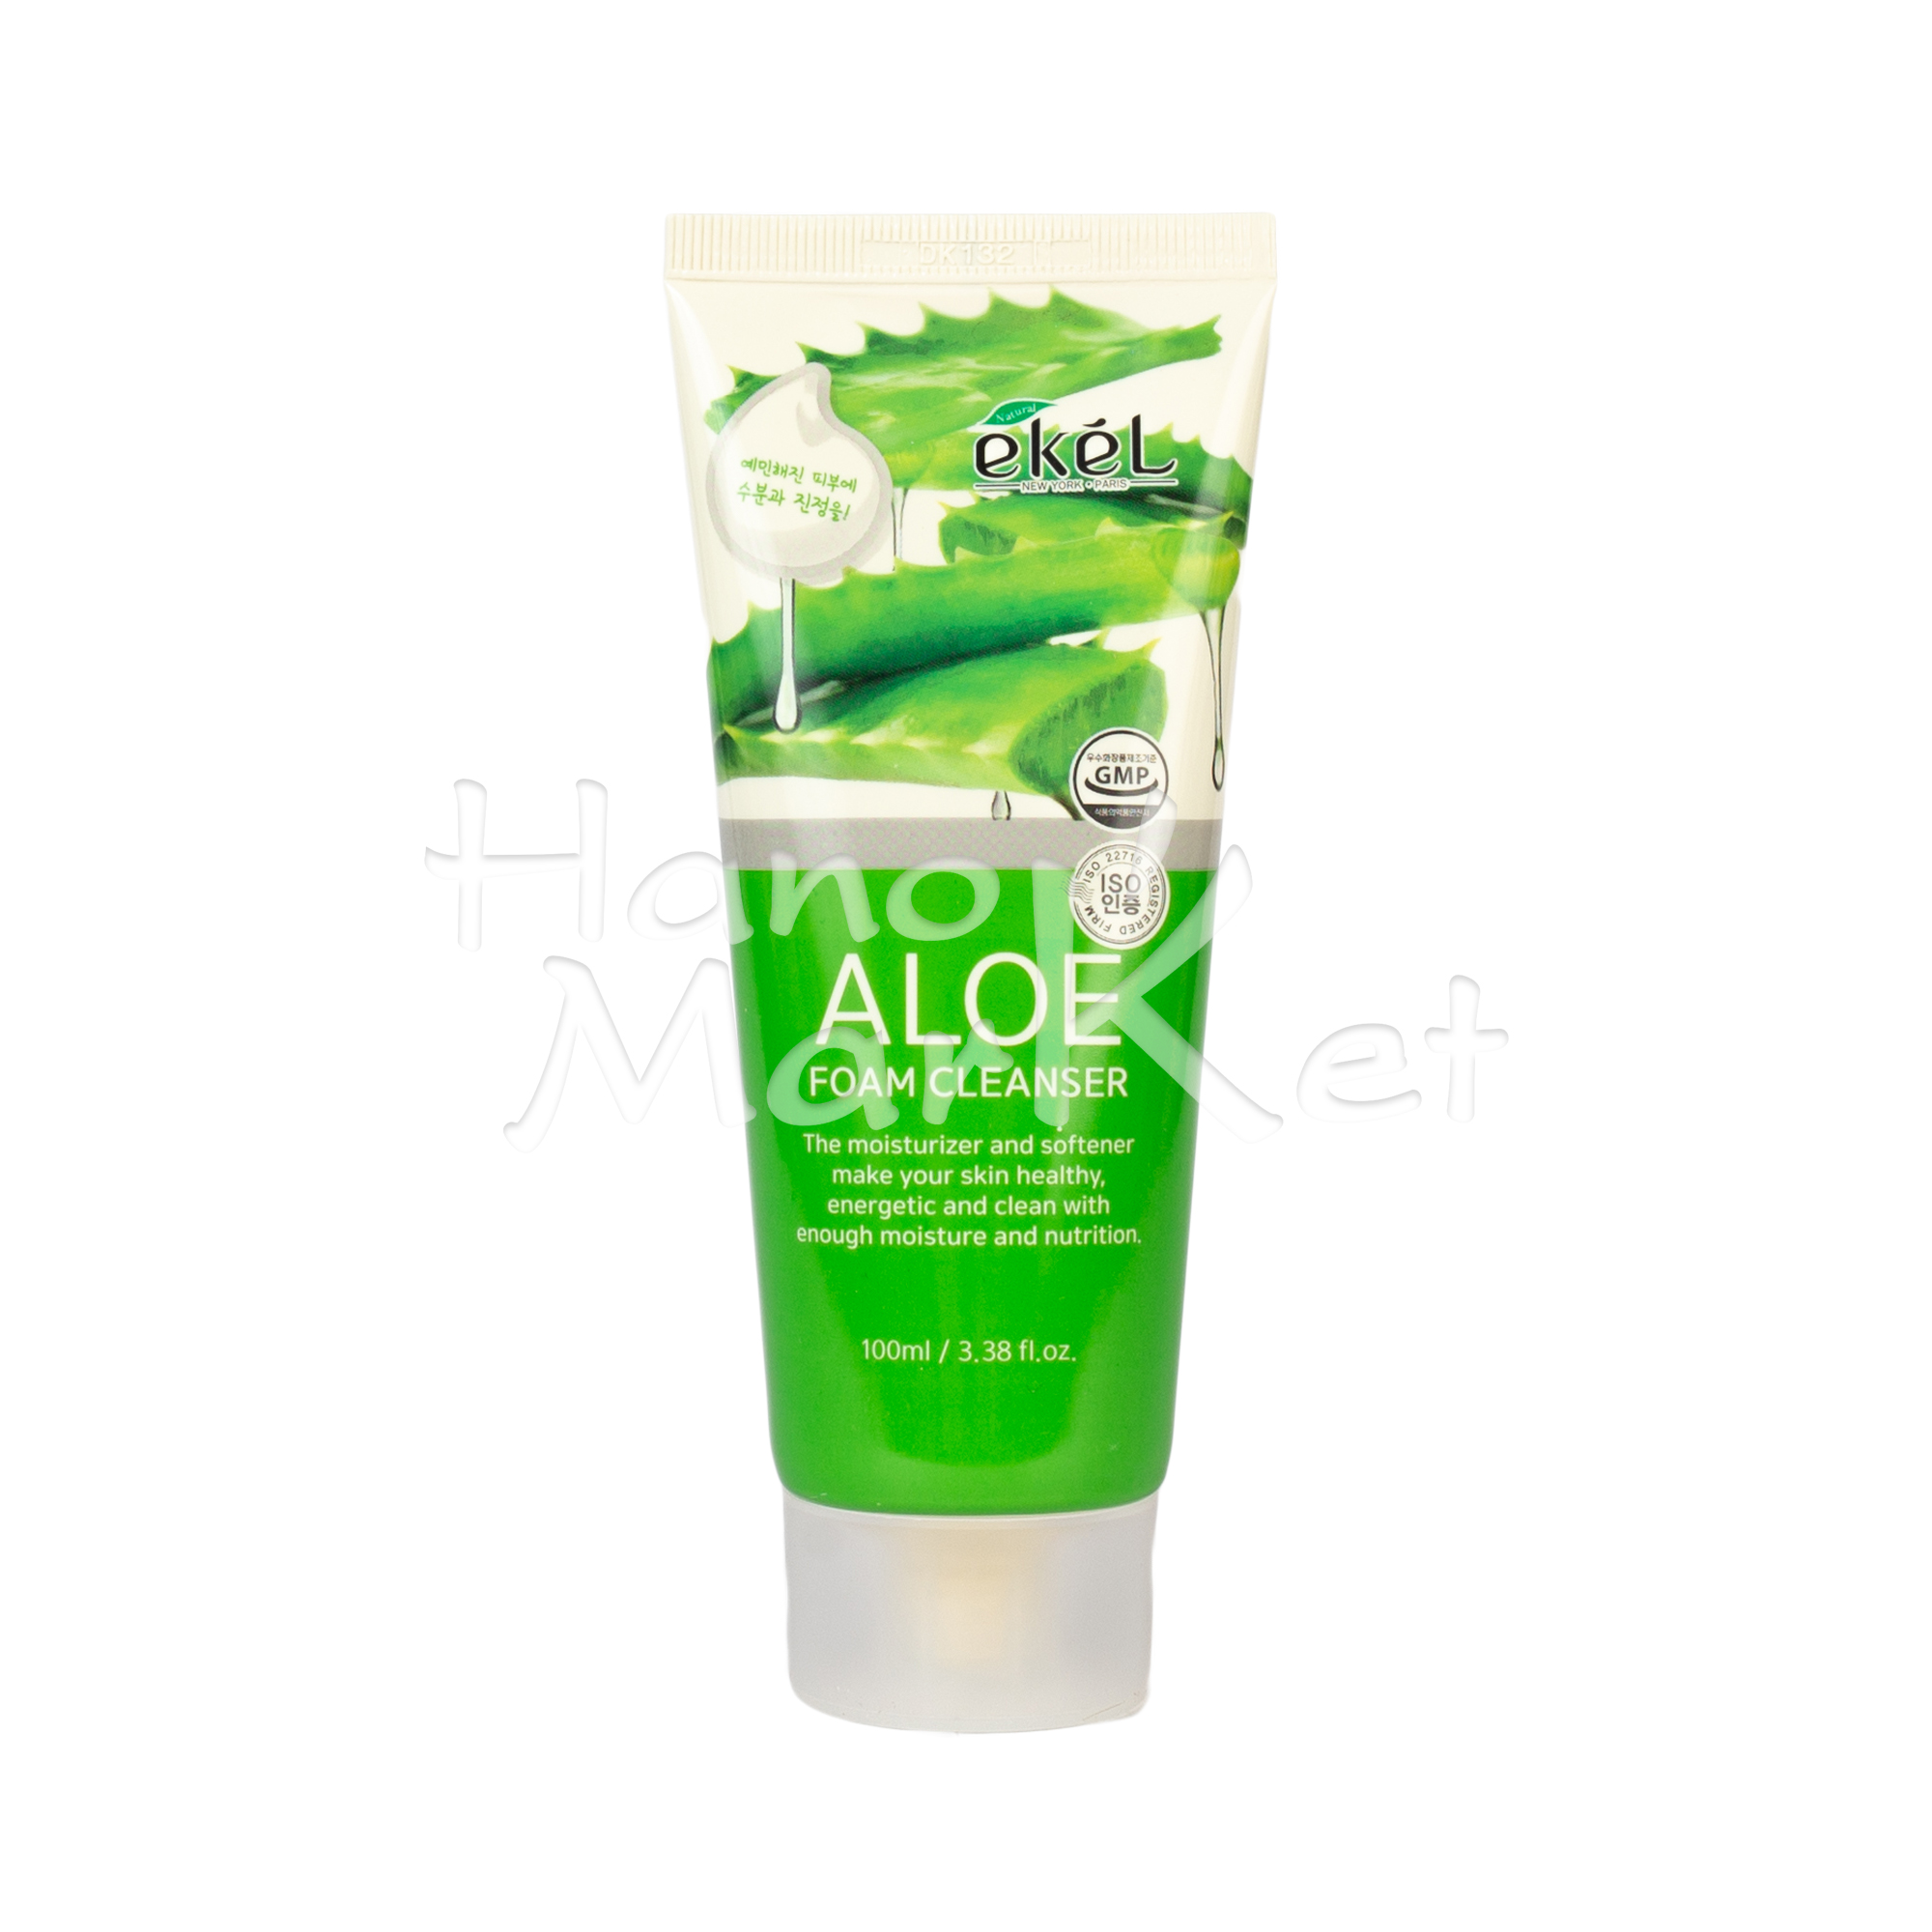 DK132
Natural
ekéL
NEW YORK • PARIS
예민해진 피부에
수분과 진정을!
우수화장품제조기준
GMP
식품의약품안전처
ISO 22716 REGISTERED FIRM
ISO
인증
Hanok
Market
ALOE
FOAM CLEANSER
The moisturizer and softener
make your skin healthy,
energetic and clean with
enough moisture and nutrition.
100ml / 3.38 fl.oz.